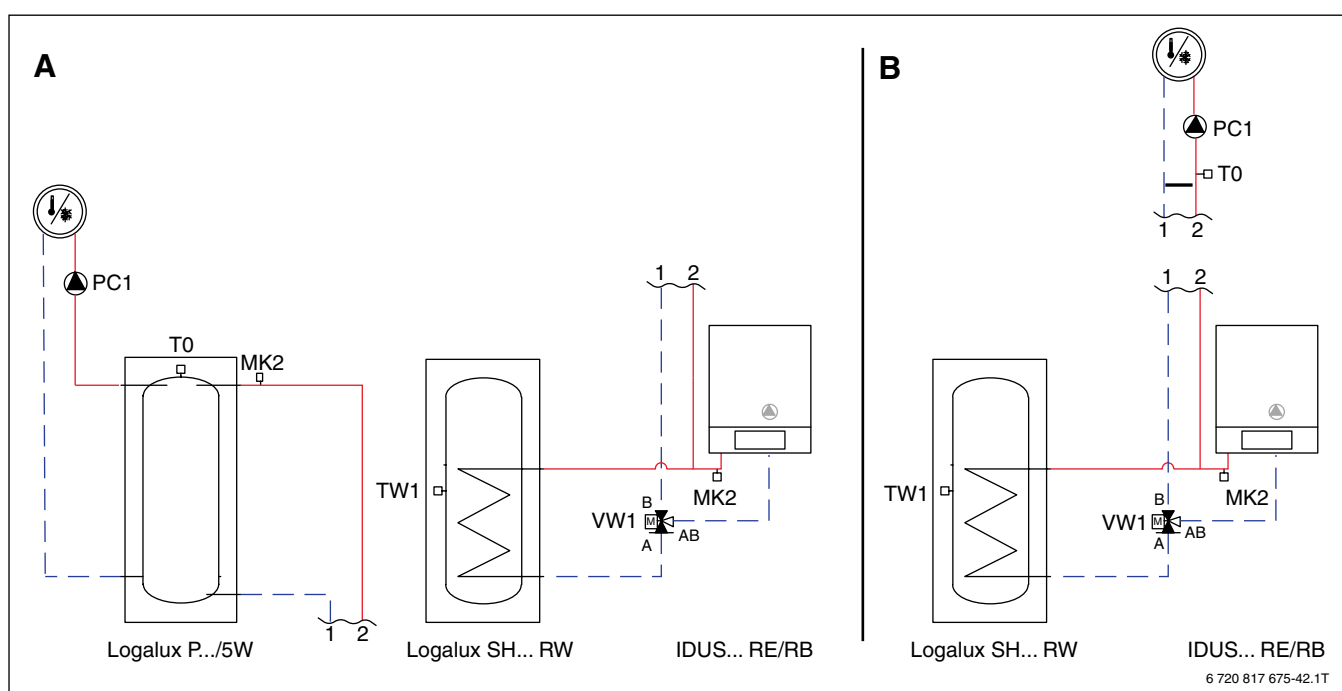 A
PC1
T0
MK2
1 2
Logalux P.../5W
1 2
TW1
MK2
B
VW1
M
A
AB
Logalux SH... RW
IDUS... RE/RB
B
PC1
T0
1 2
1 2
TW1
MK2
B
VW1
M
A
AB
Logalux SH... RW
IDUS... RE/RB
6 720 817 675-42.1T